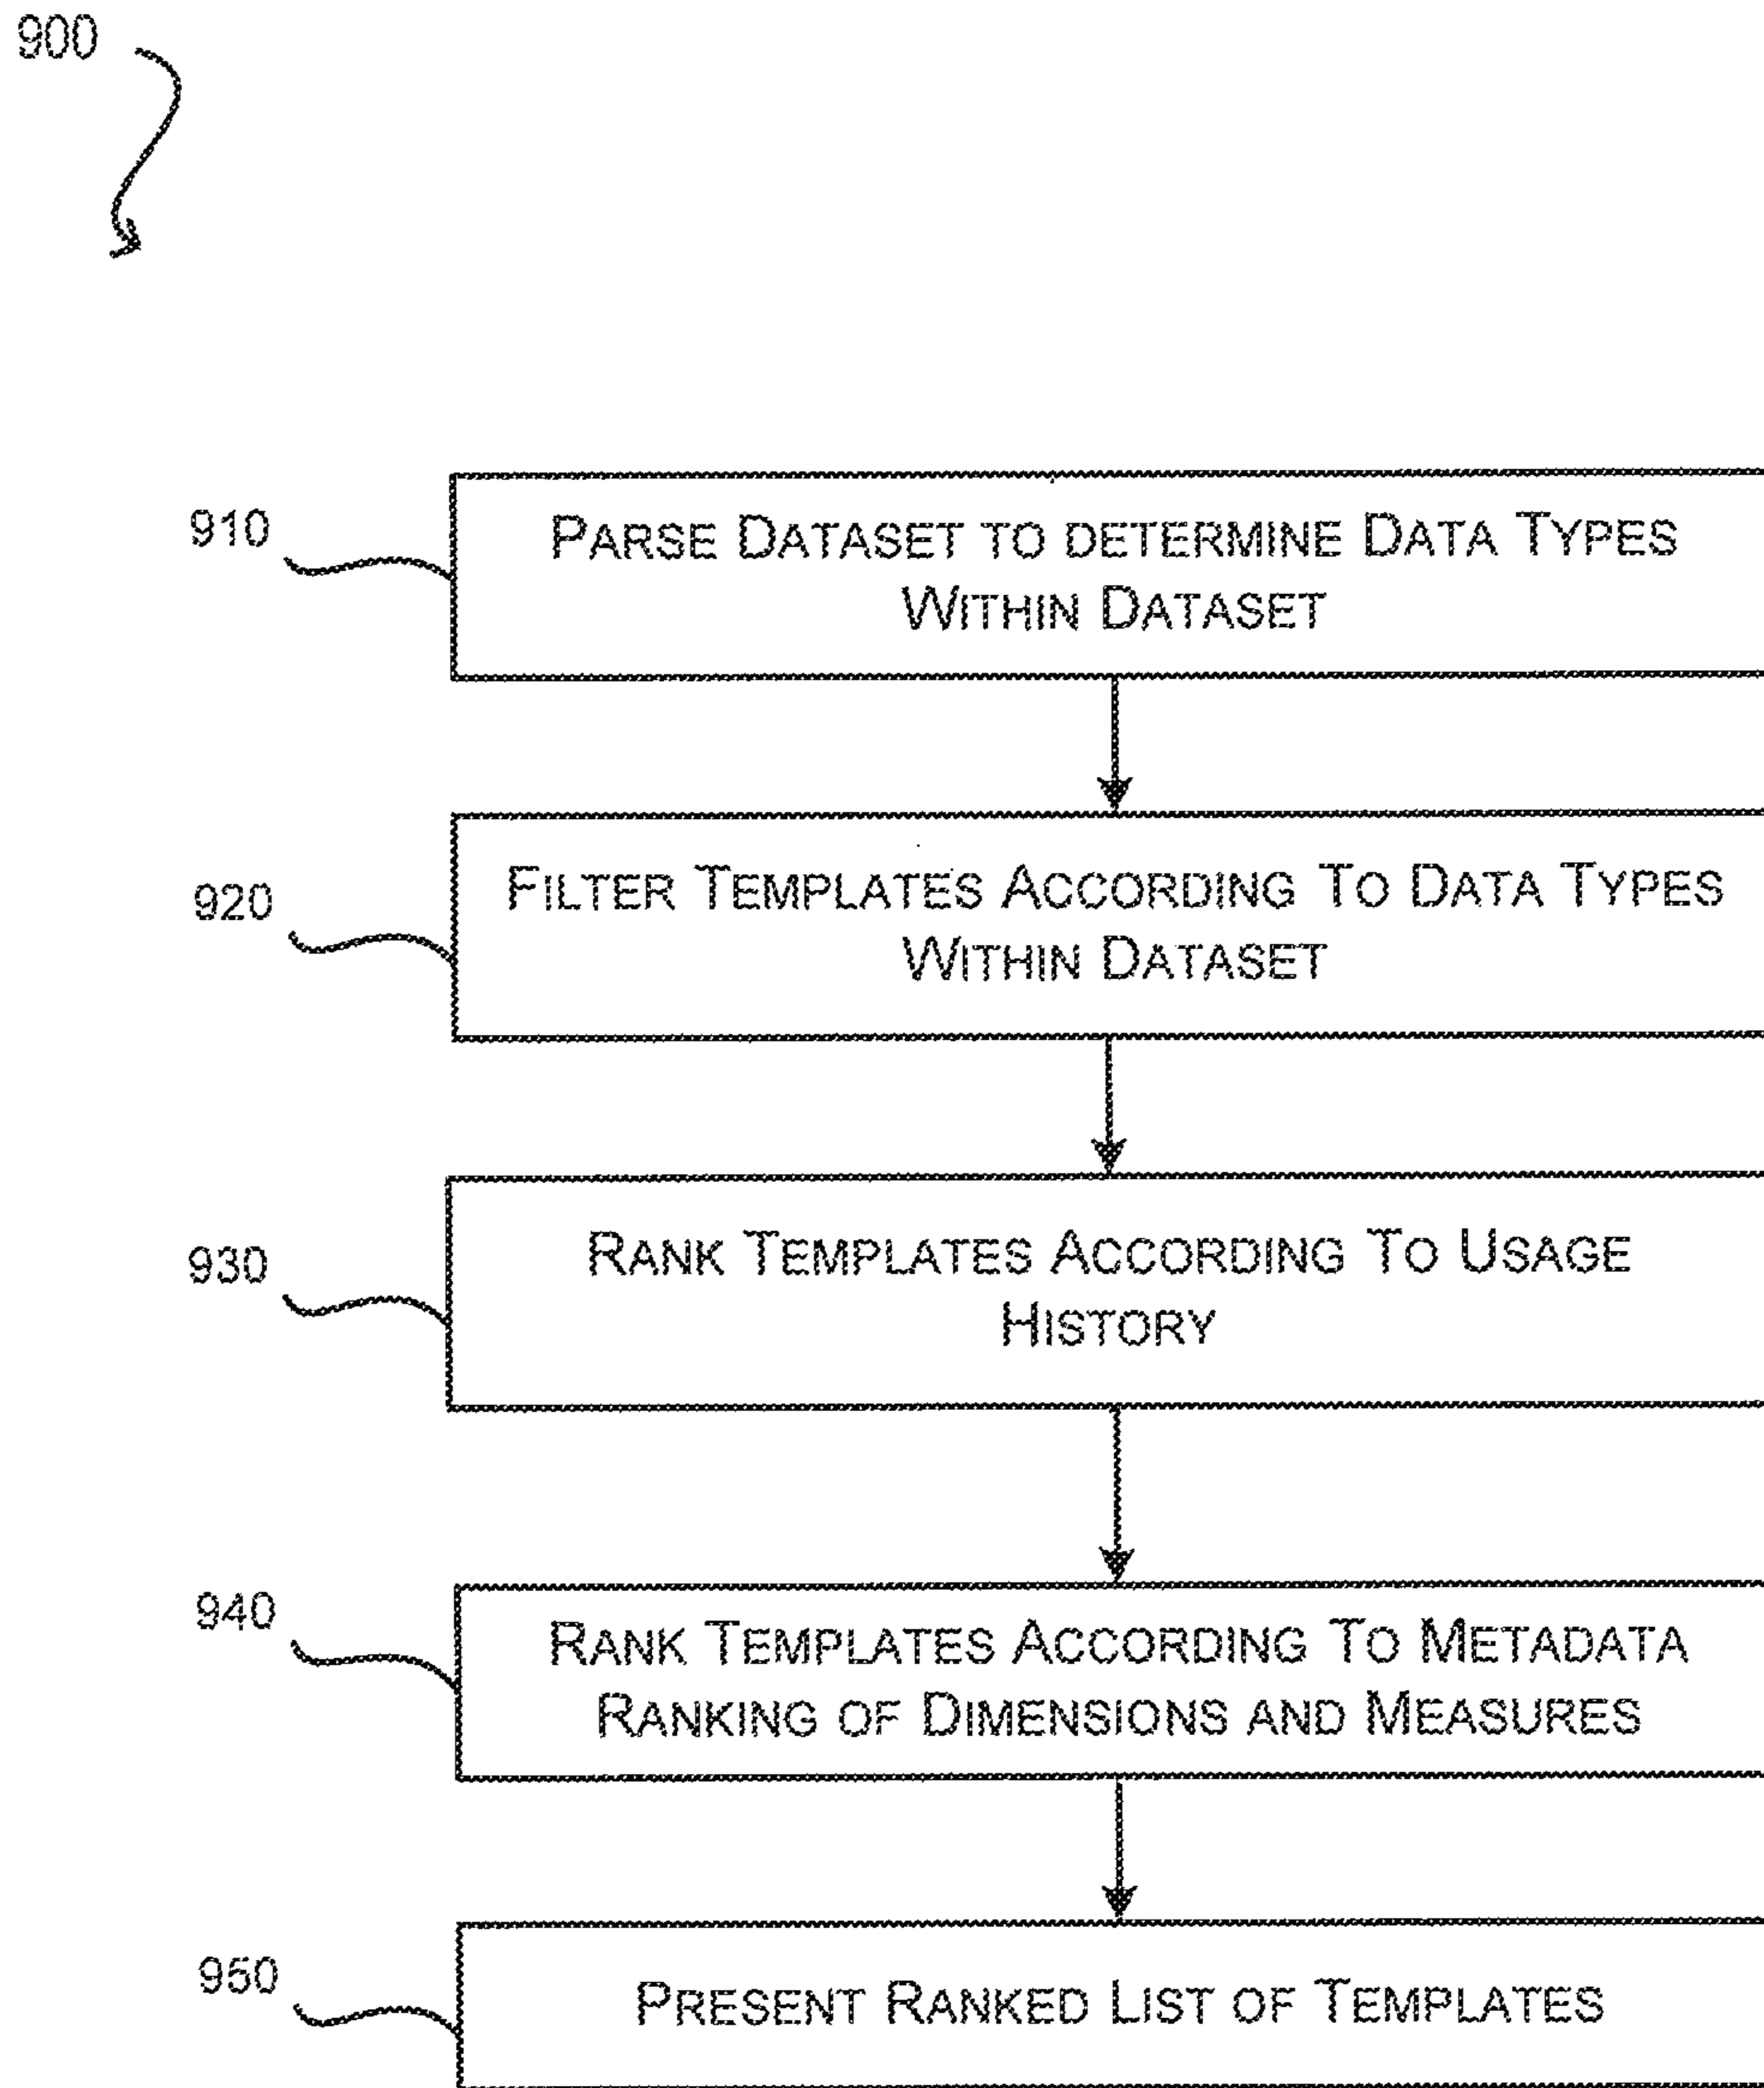 900
910
PARSE DATASET TO DETERMINE DATA TYPES
WITHIN DATASET
920
FILTER TEMPLATES ACCORDING TO DATA TYPES
WITHIN DATASET
930
RANK TEMPLATES ACCORDING TO USAGE
HISTORY
940
RANK TEMPLATES ACCORDING TO METADATA
RANKING OF DIMENSIONS AND MEASURES
950
PRESENT RANKED LIST OF TEMPLATES